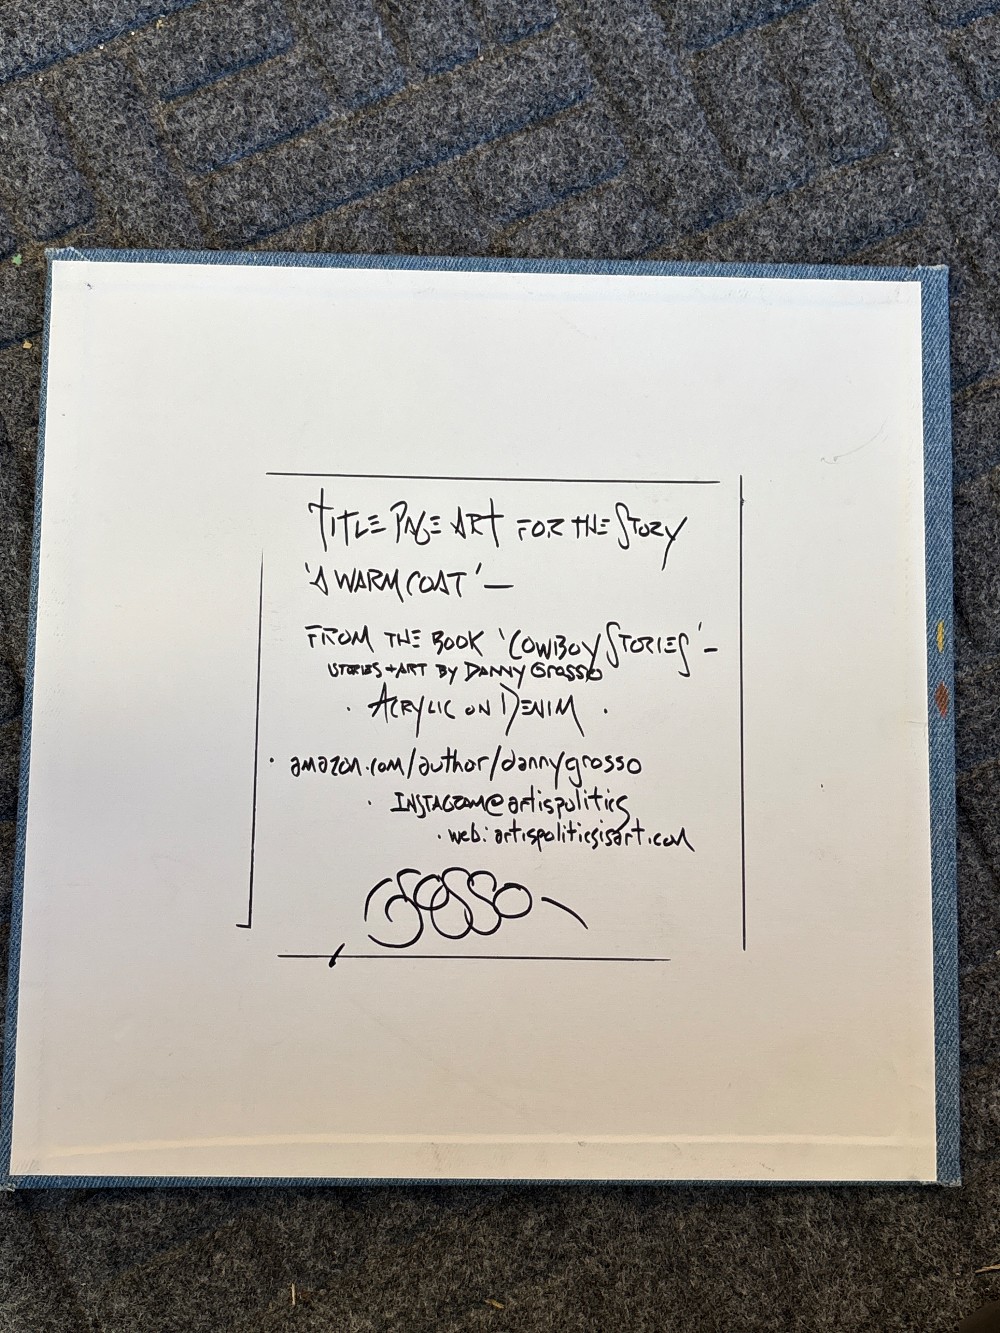 TITLE PAGE ART FOR THE STORY
'A WARM COAT' —
FROM THE BOOK 'COWBOY STORIES' —
STORIES + ART BY DANNY GROSSO
· ACRYLIC ON DENIM ·
· amazon.com/author/dannygrosso
· INSTAGRAM@artispolitics
· web: artispoliticsisart.com
GROSSO